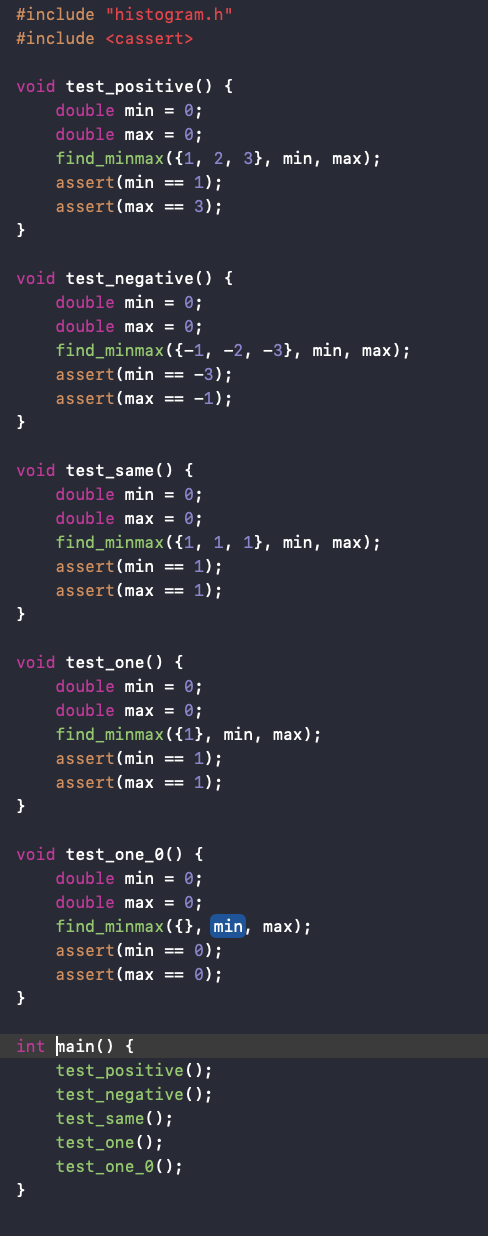 #include "histogram.h"
#include <cassert>

void test_positive() {
    double min = 0;
    double max = 0;
    find_minmax({1, 2, 3}, min, max);
    assert(min == 1);
    assert(max == 3);
}

void test_negative() {
    double min = 0;
    double max = 0;
    find_minmax({-1, -2, -3}, min, max);
    assert(min == -3);
    assert(max == -1);
}

void test_same() {
    double min = 0;
    double max = 0;
    find_minmax({1, 1, 1}, min, max);
    assert(min == 1);
    assert(max == 1);
}

void test_one() {
    double min = 0;
    double max = 0;
    find_minmax({1}, min, max);
    assert(min == 1);
    assert(max == 1);
}

void test_one_0() {
    double min = 0;
    double max = 0;
    find_minmax({}, min, max);
    assert(min == 0);
    assert(max == 0);
}

int main() {
    test_positive();
    test_negative();
    test_same();
    test_one();
    test_one_0();
}